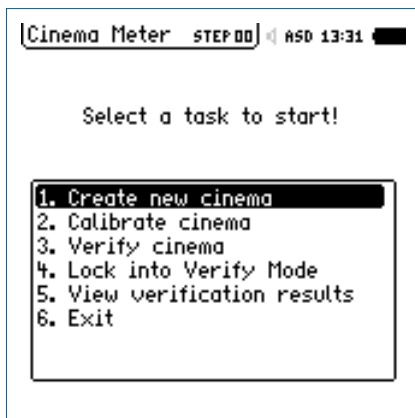 Cinema Meter STEP 00 ASD 13:31
Select a task to start!
1. Create new cinema
2. Calibrate cinema
3. Verify cinema
4. Lock into Verify Mode
5. View verification results
6. Exit